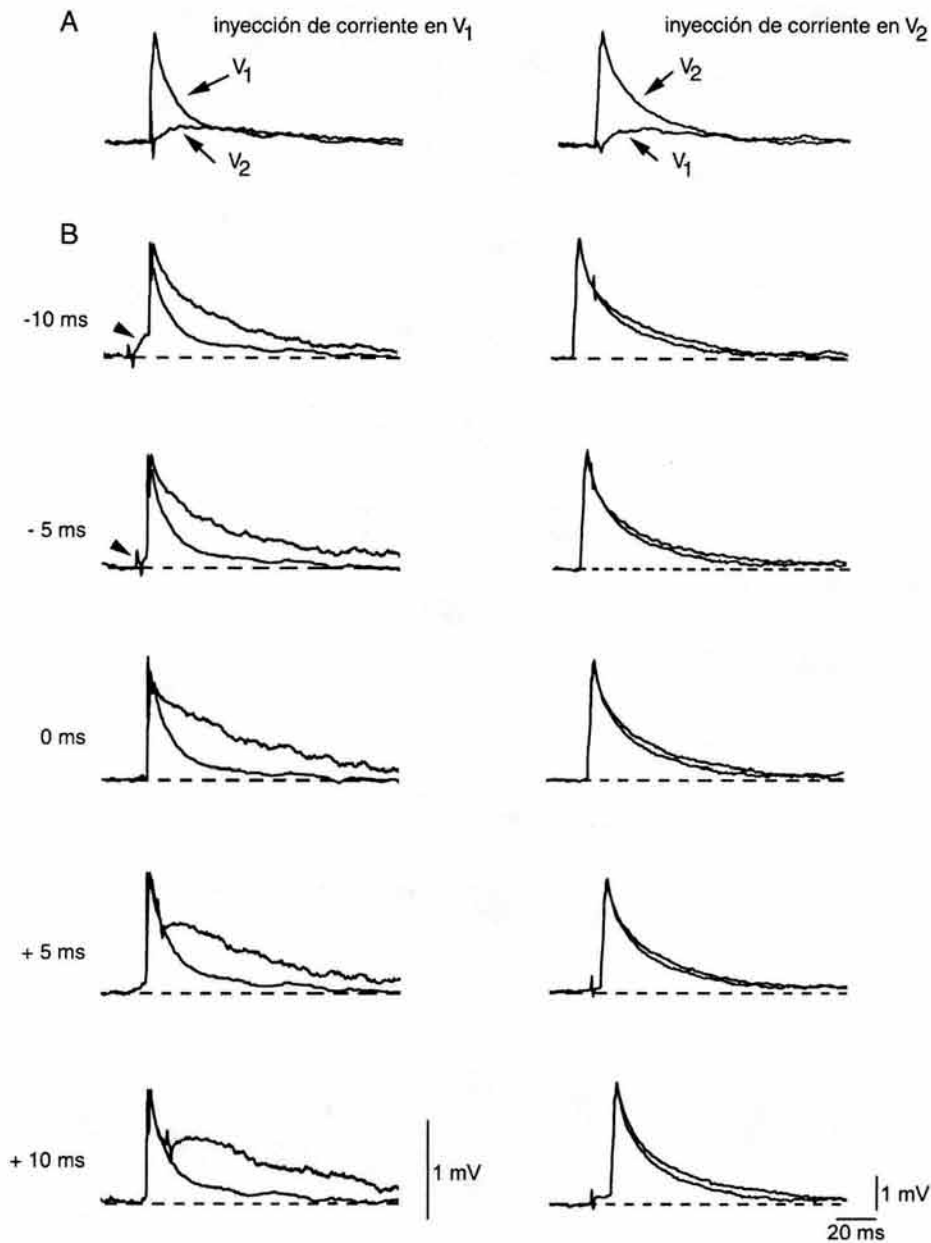 A
inyección de corriente en V1
inyección de corriente en V2
V1
V2
V2
V1
B
-10 ms
- 5 ms
0 ms
+ 5 ms
+ 10 ms
1 mV
1 mV
20 ms